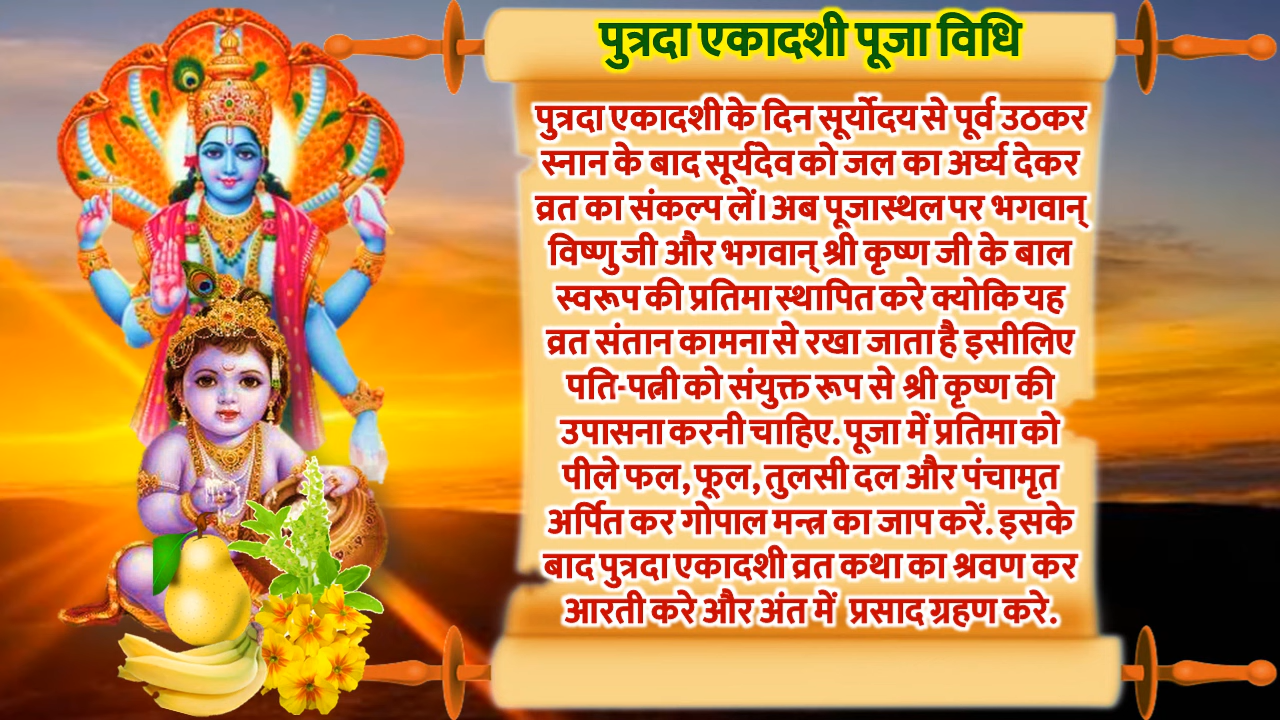 पुत्रदा एकादशी पूजा विधि
पुत्रदा एकादशी के दिन सूर्योदय से पूर्व उठकर
स्नान के बाद सूर्यदेव को जल का अर्घ्य देकर
व्रत का संकल्प लें। अब पूजास्थल पर भगवान्
विष्णु जी और भगवान् श्री कृष्ण जी के बाल
स्वरूप की प्रतिमा स्थापित करे क्योकि यह
व्रत संतान कामना से रखा जाता है इसीलिए
पति-पत्नी को संयुक्त रूप से श्री कृष्ण की
उपासना करनी चाहिए. पूजा में प्रतिमा को
पीले फल, फूल, तुलसी दल और पंचामृत
अर्पित कर गोपाल मन्त्र का जाप करें. इसके
बाद पुत्रदा एकादशी व्रत कथा का श्रवण कर
आरती करे और अंत में प्रसाद ग्रहण करे.